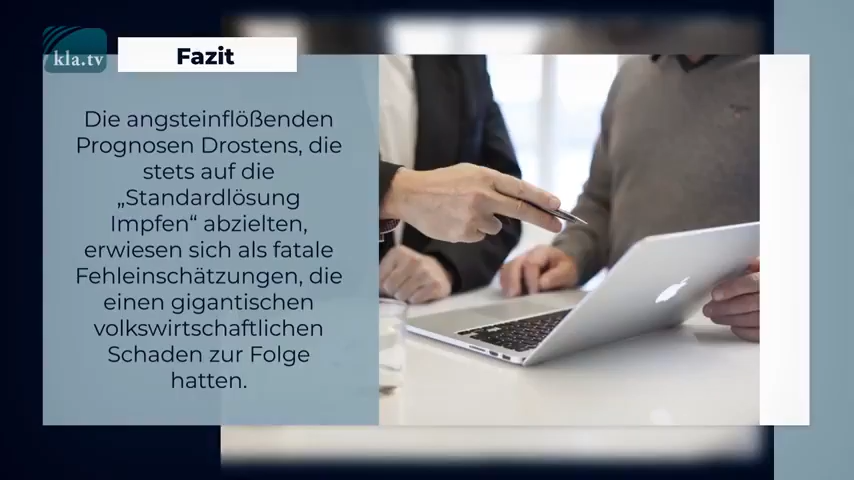 kla.tv
Fazit
Die angsteinflößenden
Prognosen Drostens, die
stets auf die
„Standardlösung
Impfen“ abzielten,
erwiesen sich als fatale
Fehleinschätzungen, die
einen gigantischen
volkswirtschaftlichen
Schaden zur Folge
hatten.